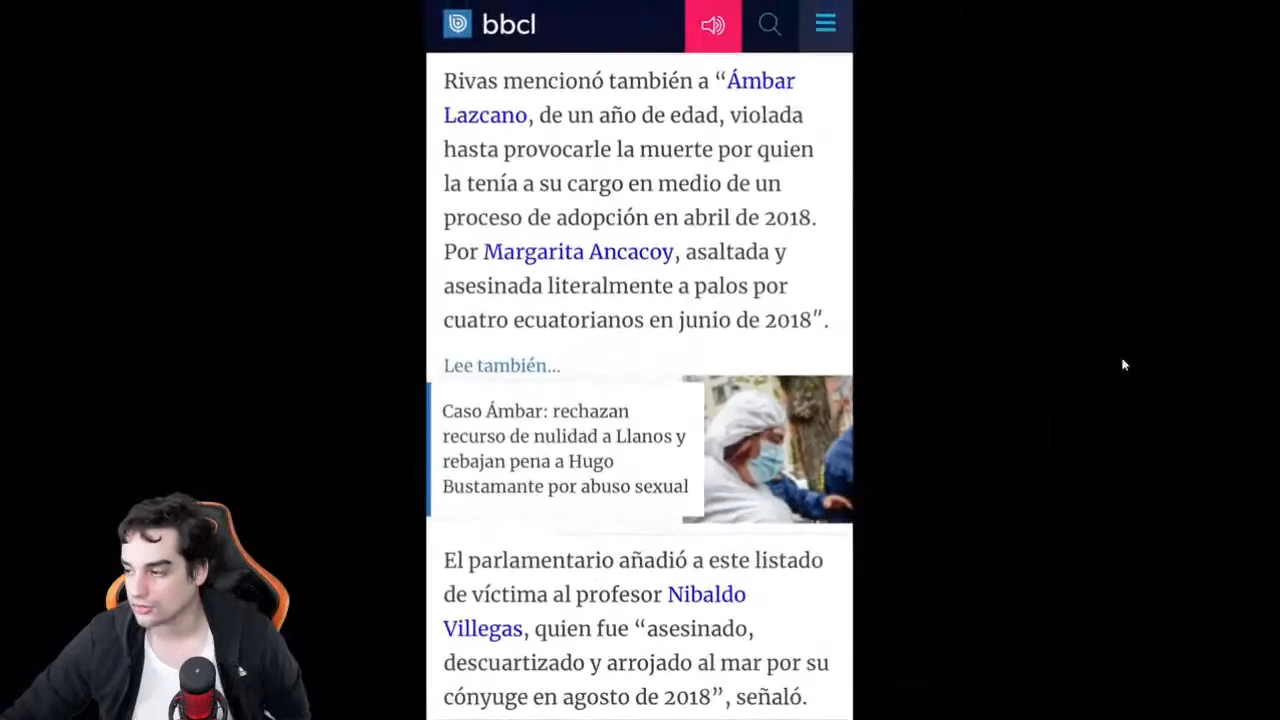 bbcl
Rivas mencionó también a “Ámbar
Lazcano, de un año de edad, violada
hasta provocarle la muerte por quien
la tenía a su cargo en medio de un
proceso de adopción en abril de 2018.
Por Margarita Ancacoy, asaltada y
asesinada literalmente a palos por
cuatro ecuatorianos en junio de 2018".
Lee también...
Caso Ámbar: rechazan
recurso de nulidad a Llanos y
rebajan pena a Hugo
Bustamante por abuso sexual
El parlamentario añadió a este listado
de víctima al profesor Nibaldo
Villegas, quien fue “asesinado,
descuartizado y arrojado al mar por su
cónyuge en agosto de 2018”, señaló.